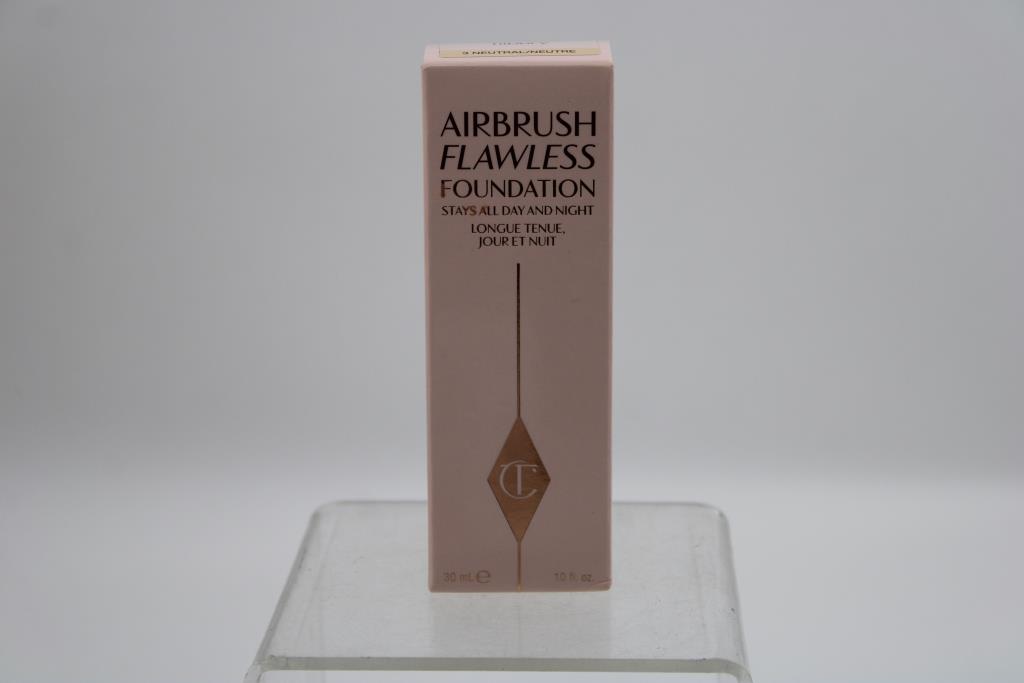 3 NEUTRAL/NEUTRE
AIRBRUSH
FLAWLESS
FOUNDATION
STAYS ALL DAY AND NIGHT
LONGUE TENUE,
JOUR ET NUIT
CT
30 mL ℮ 1.0 fl. oz.